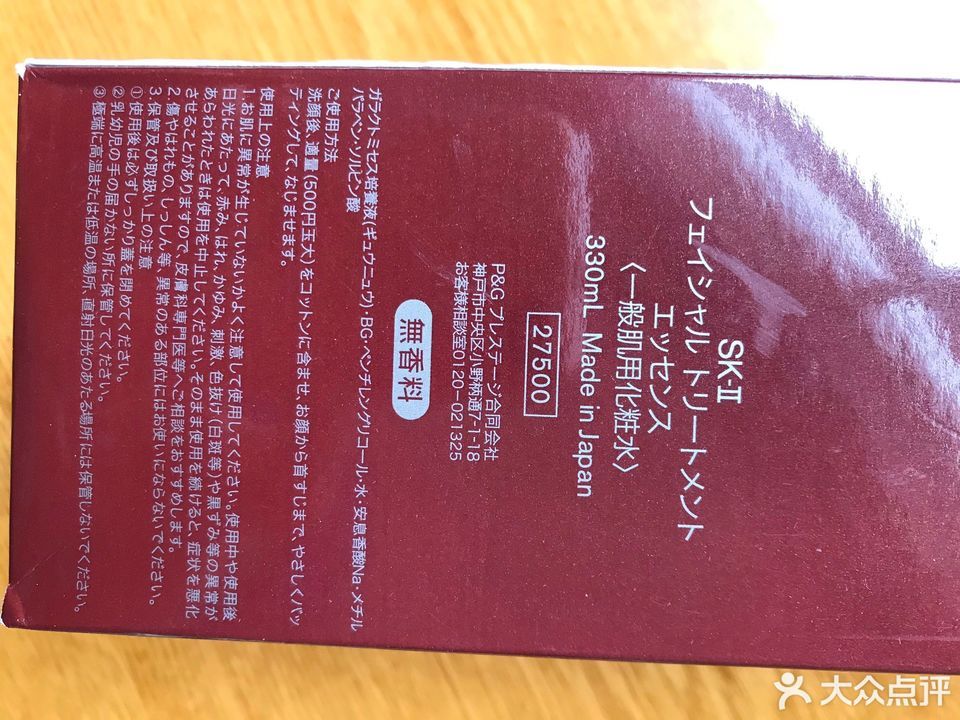 SK-II
フェイシャル トリートメント
エッセンス
〈一般肌用化粧水〉
330mL Made in Japan
27500
P&G プレステージ合同会社
神戸市中央区小野柄通7-1-18
お客様相談室0120-021325
無香料
ガラクトミセス培養液(ギュウニュウ)・BG・ペンチレングリコール・水・安息香酸Na・メチル
パラベン・ソルビン酸
ご使用方法
洗顔後、適量(500円玉大)をコットンに含ませ、お顔から首すじまで、やさしくパッ
ティングして、なじませます。
使用上の注意
1.お肌に異常が生じていないかよく注意して使用してください。使用中や使用後
日光にあたって、赤み、はれ、かゆみ、刺激、色抜け(白斑等)や黒ずみ等の異常が
あらわれたときは使用を中止してください。そのまま使用を続けると、症状を悪化
させることがありますので、皮膚科専門医等へご相談をおすすめします。
2.傷やはれもの、しっしん等、異常のある部位にはお使いにならないでください。
3.保管及び取扱い上の注意
①使用後は必ずしっかり蓋を閉めてください。
②乳幼児の手の届かない所に保管してください。
③極端に高温または低温の場所、直射日光のあたる場所には保管しないでください。
大众点评